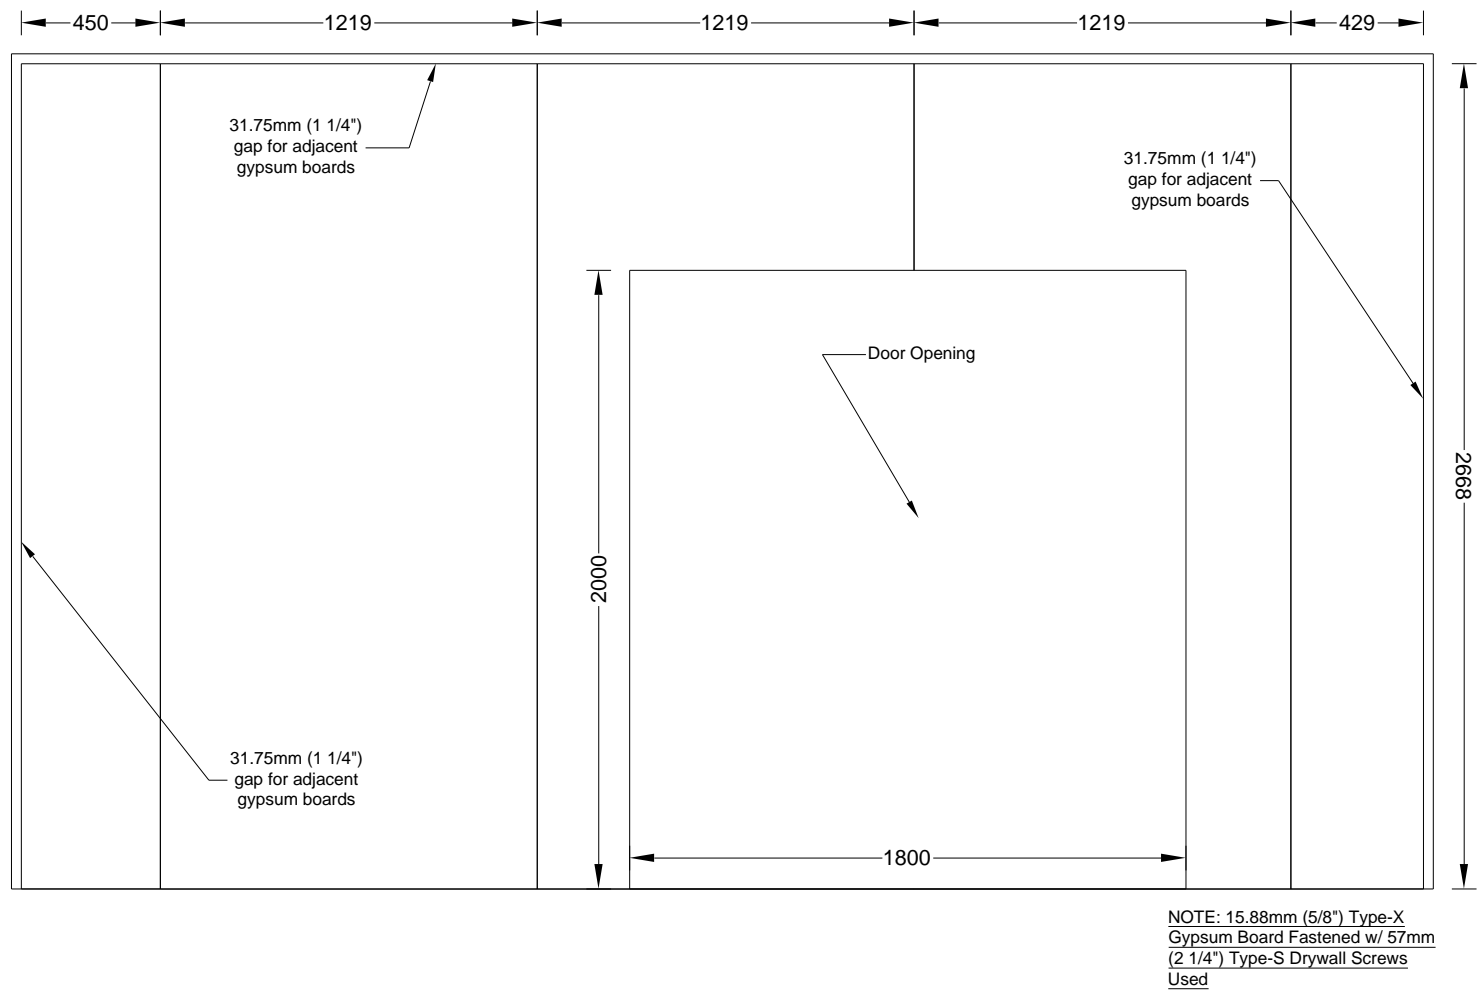 450
1219
1219
1219
429
31.75mm (1 1/4")
gap for adjacent
gypsum boards
31.75mm (1 1/4")
gap for adjacent
gypsum boards
Door Opening
2668
2000
31.75mm (1 1/4")
gap for adjacent
gypsum boards
1800
NOTE: 15.88mm (5/8") Type-X
Gypsum Board Fastened w/ 57mm
(2 1/4") Type-S Drywall Screws
Used